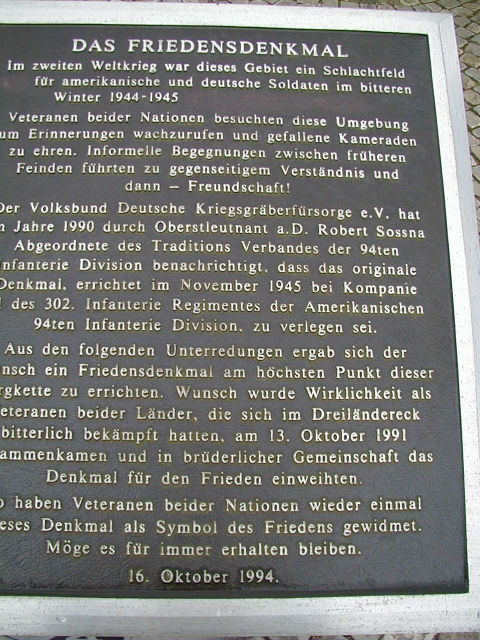 DAS FRIEDENSDENKMAL
Im zweiten Weltkrieg war dieses Gebiet ein Schlachtfeld
für amerikanische und deutsche Soldaten im bitteren
Winter 1944-1945
Veteranen beider Nationen besuchten diese Umgebung
um Erinnerungen wachzurufen und gefallene Kameraden
zu ehren. Informelle Begegnungen zwischen früheren
Feinden führten zu gegenseitigem Verständnis und
dann – Freundschaft!
Der Volksbund Deutsche Kriegsgräberfürsorge e.V. hat
Jahre 1990 durch Oberstleutnant a.D. Robert Sossna
Abgeordnete des Traditions Verbandes der 94ten
Infanterie Division benachrichtigt, dass das originale
Denkmal, errichtet im November 1945 bei Kompanie
des 302. Infanterie Regimentes der Amerikanischen
94ten Infanterie Division, zu verlegen sei.
Aus den folgenden Unterredungen ergab sich der
nsch ein Friedensdenkmal am höchsten Punkt dieser
rgkette zu errichten. Wunsch wurde Wirklichkeit als
eteranen beider Länder, die sich im Dreiländereck
bitterlich bekämpft hatten, am 13. Oktober 1991
ammenkamen und in brüderlicher Gemeinschaft das
Denkmal für den Frieden einweihten.
o haben Veteranen beider Nationen wieder einmal
eses Denkmal als Symbol des Friedens gewidmet.
Möge es für immer erhalten bleiben.
16. Oktober 1994.